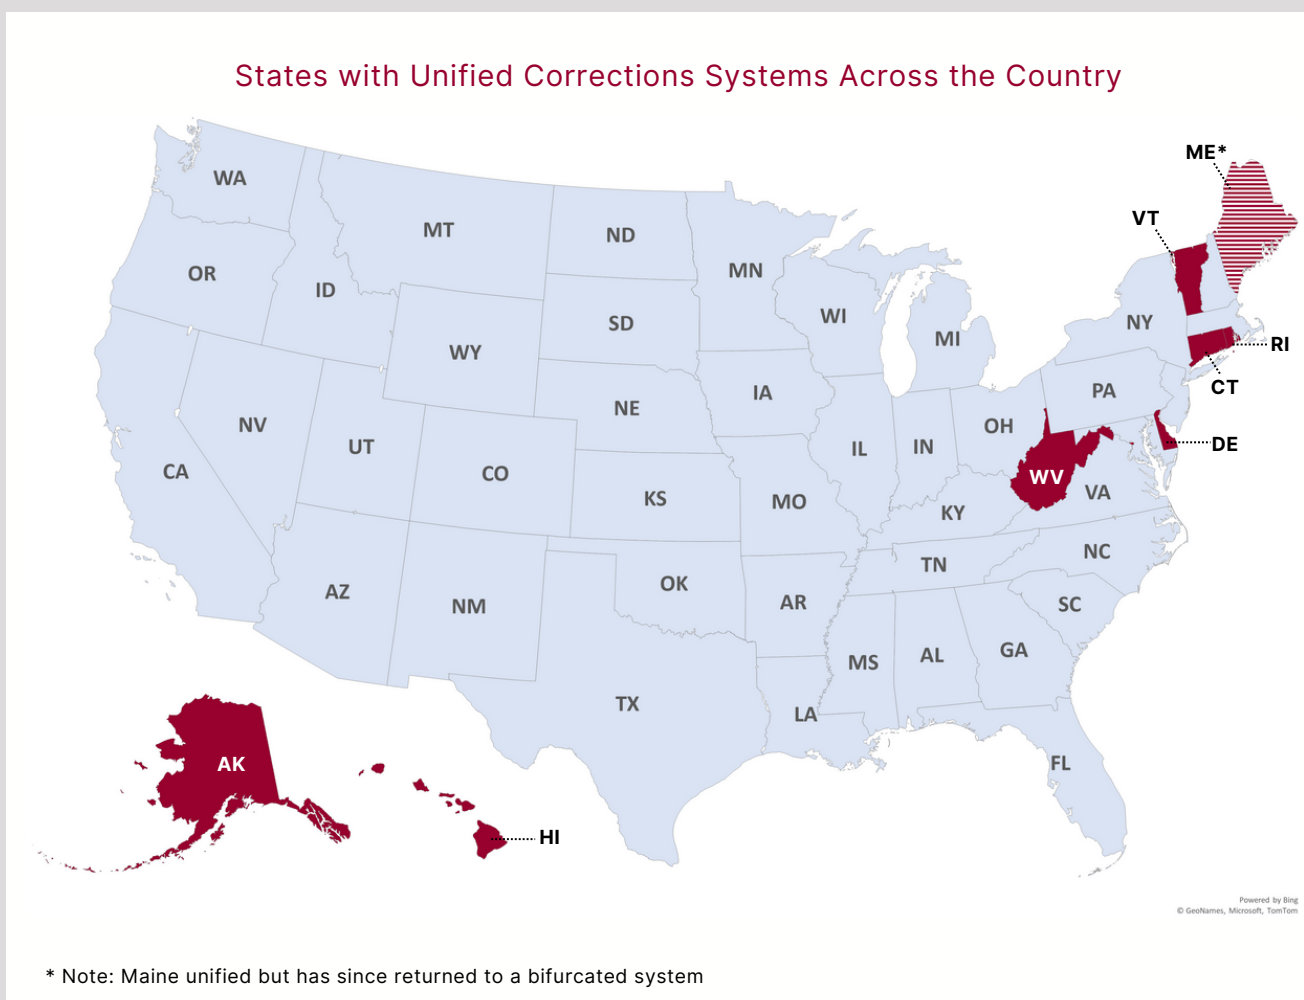 States with Unified Corrections Systems Across the Country
ME*
WA
VT
MT
ND
OR
MN
ID
WI
NY
SD
MI
RI
WY
CT
PA
IA
NE
NV
OH
DE
UT
IL
IN
CA
CO
WV
VA
KS
MO
KY
NC
TN
OK
AZ
AR
SC
NM
GA
AL
MS
TX
LA
FL
AK
HI
Powered by Bing
© GeoNames, Microsoft, TomTom
* Note: Maine unified but has since returned to a bifurcated system